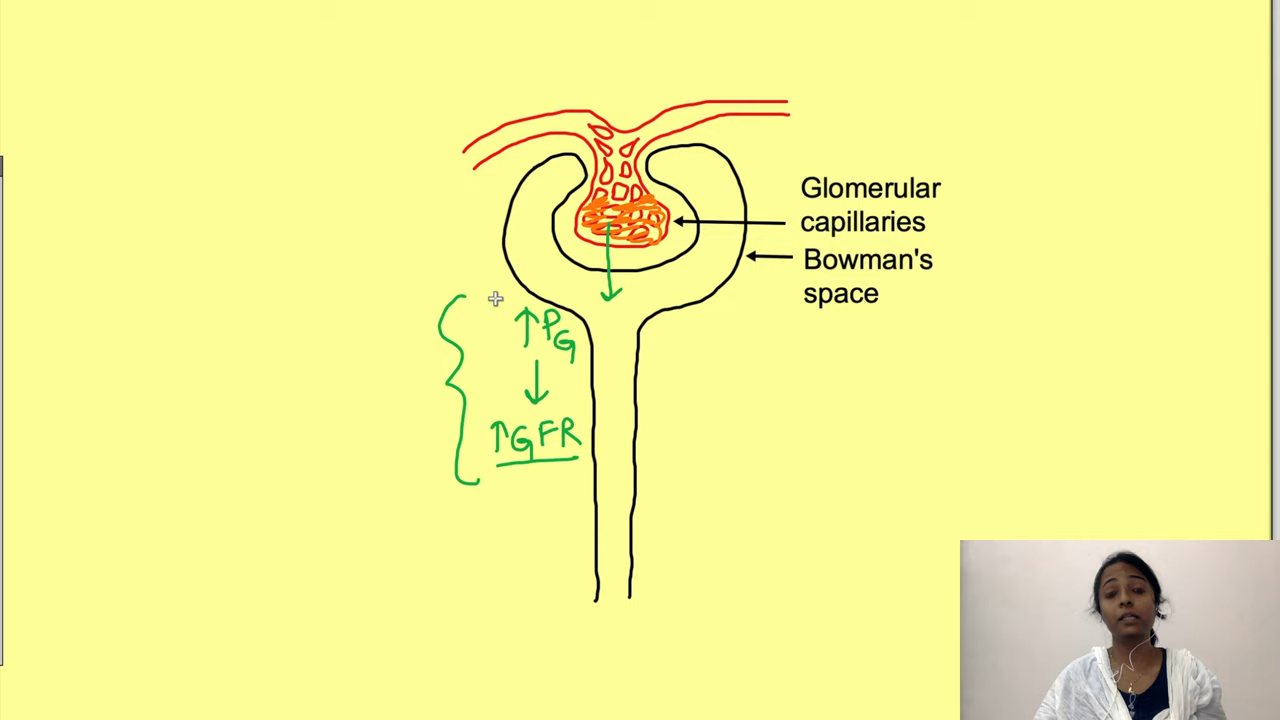 Glomerular
capillaries
Bowman's
space
↑PG
↓
↑GFR